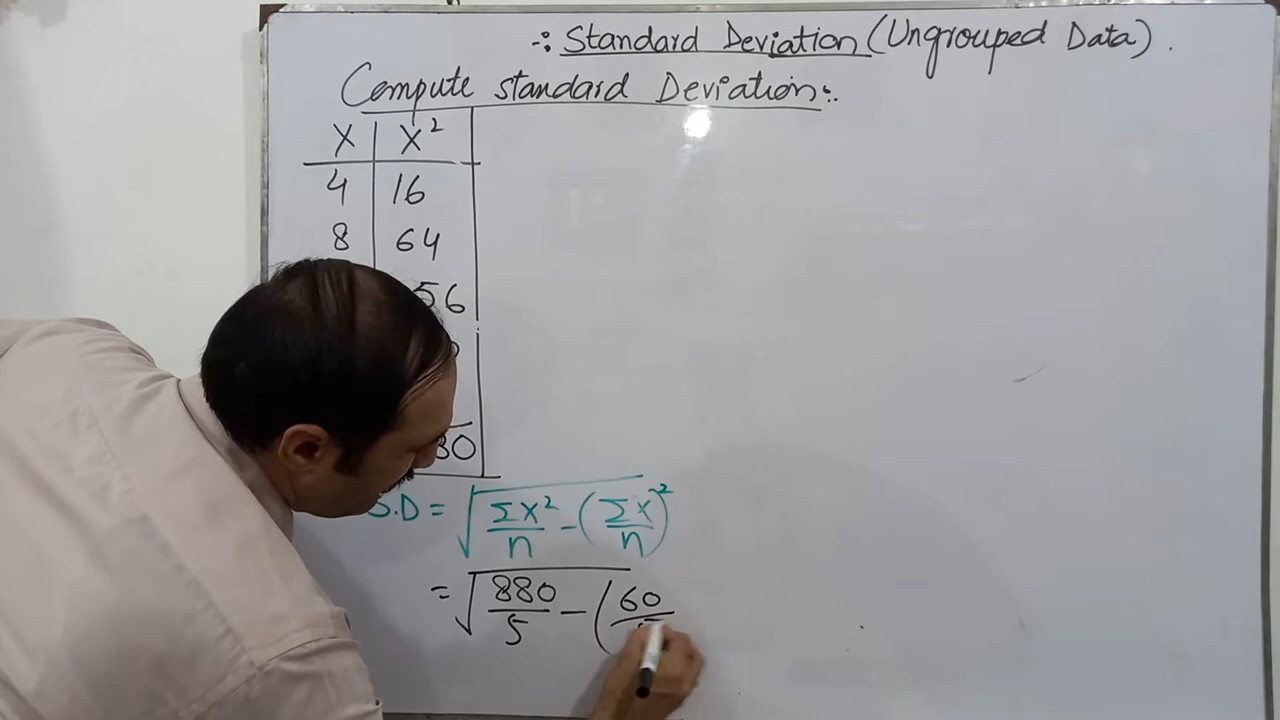 -: Standard Deviation (Ungrouped Data).
Compute standard Deviation:.
X X²
4 16
8 64
56
80
S.D = √ΣX²/n - (ΣX/n)²
= √880/5 - (60/5